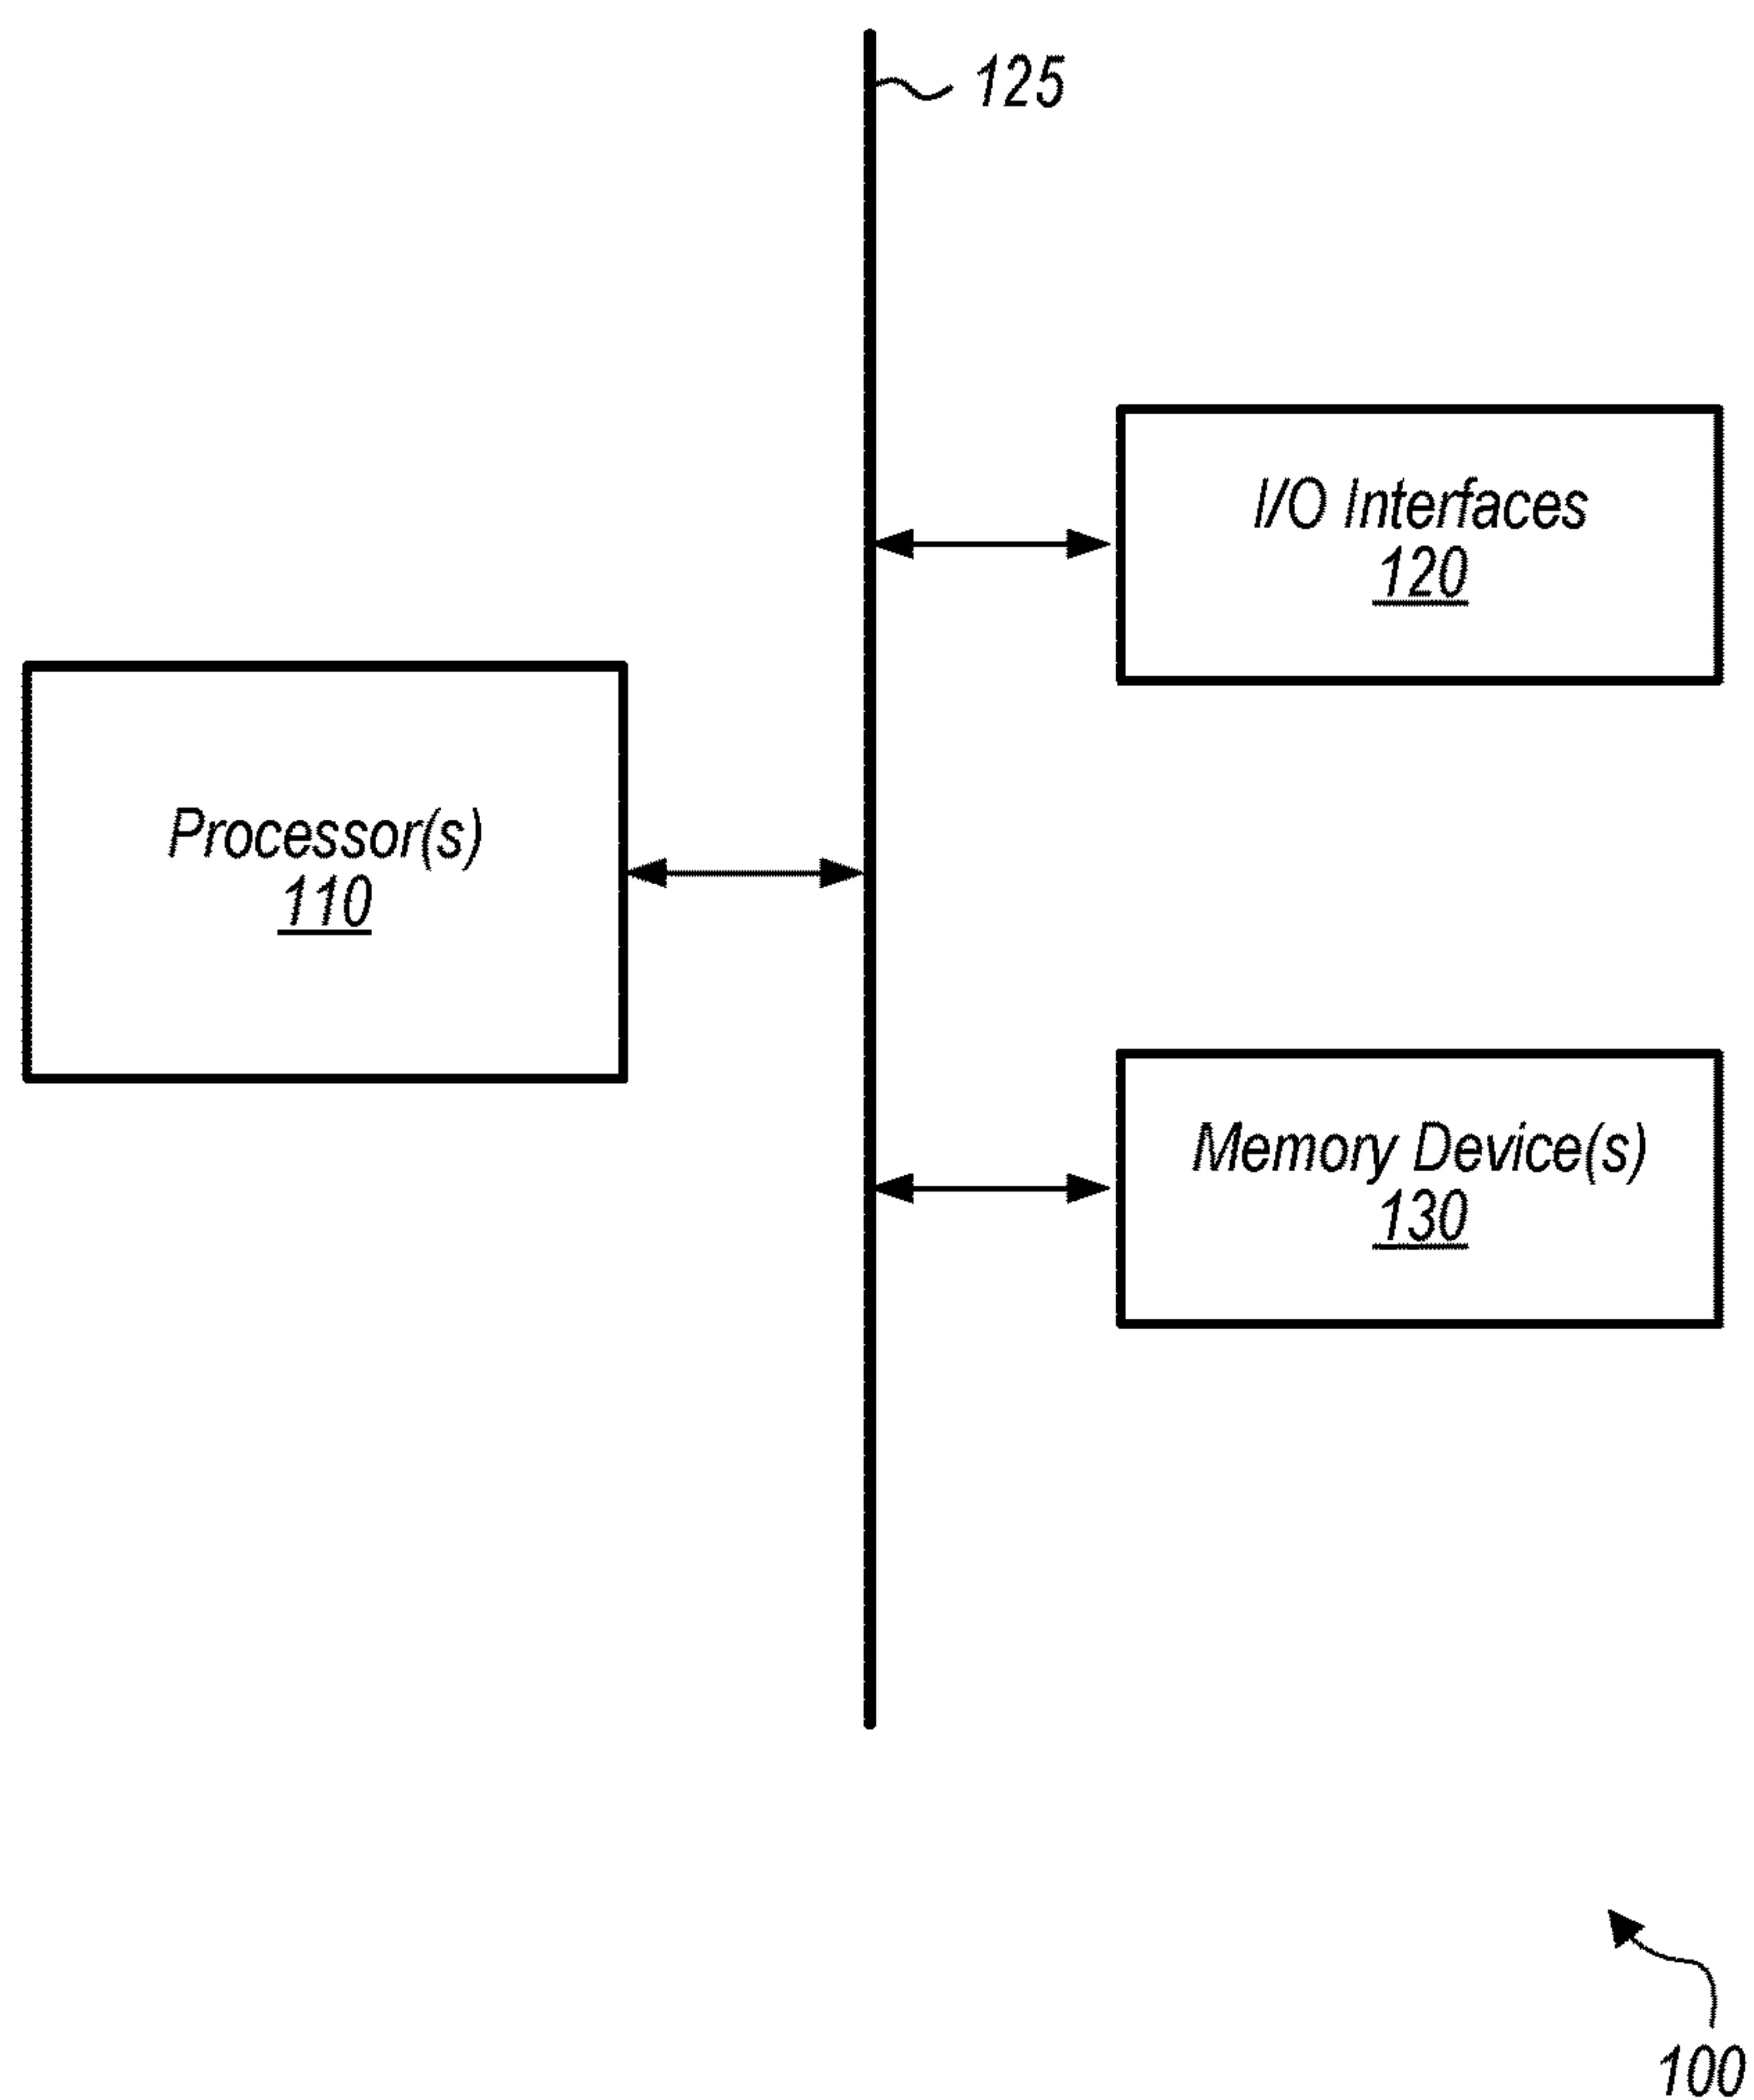 125
I/O Interfaces
120
Processor(s)
110
Memory Device(s)
130
100